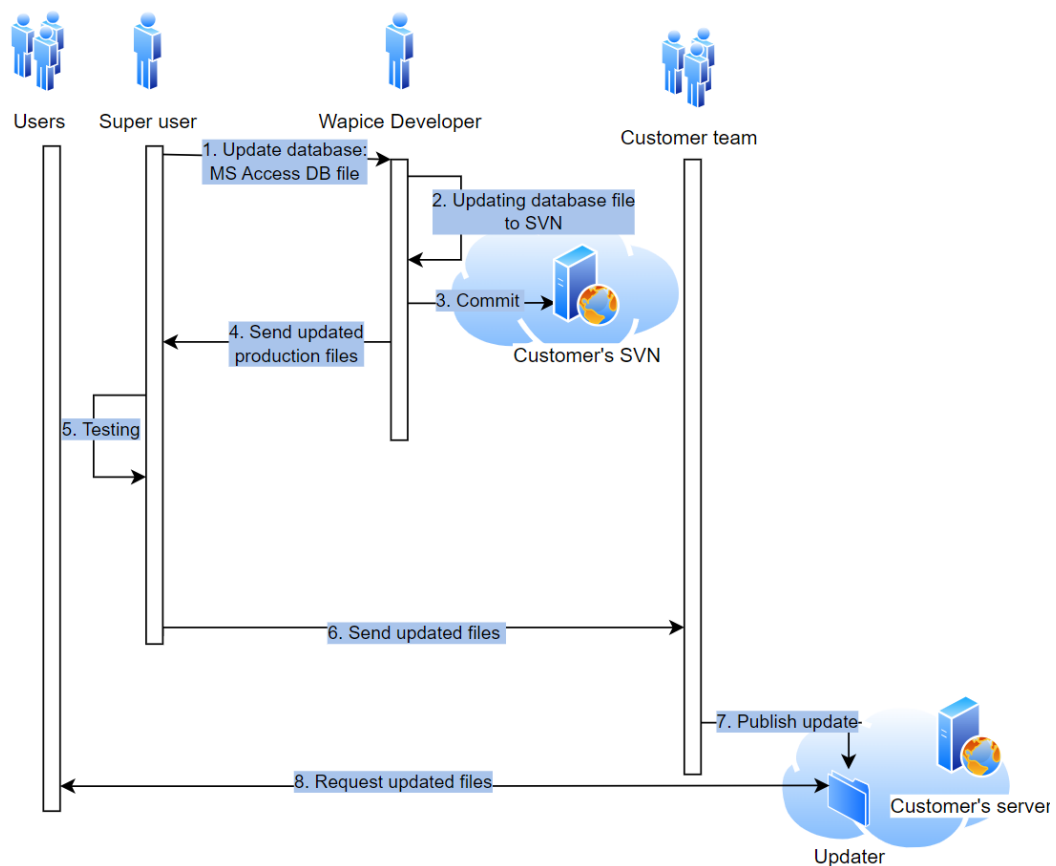 Users
Super user
Wapice Developer
Customer team
1. Update database:
MS Access DB file
2. Updating database file
to SVN
3. Commit
Customer's SVN
4. Send updated
production files
5. Testing
6. Send updated files
7. Publish update
8. Request updated files
Customer's server
Updater